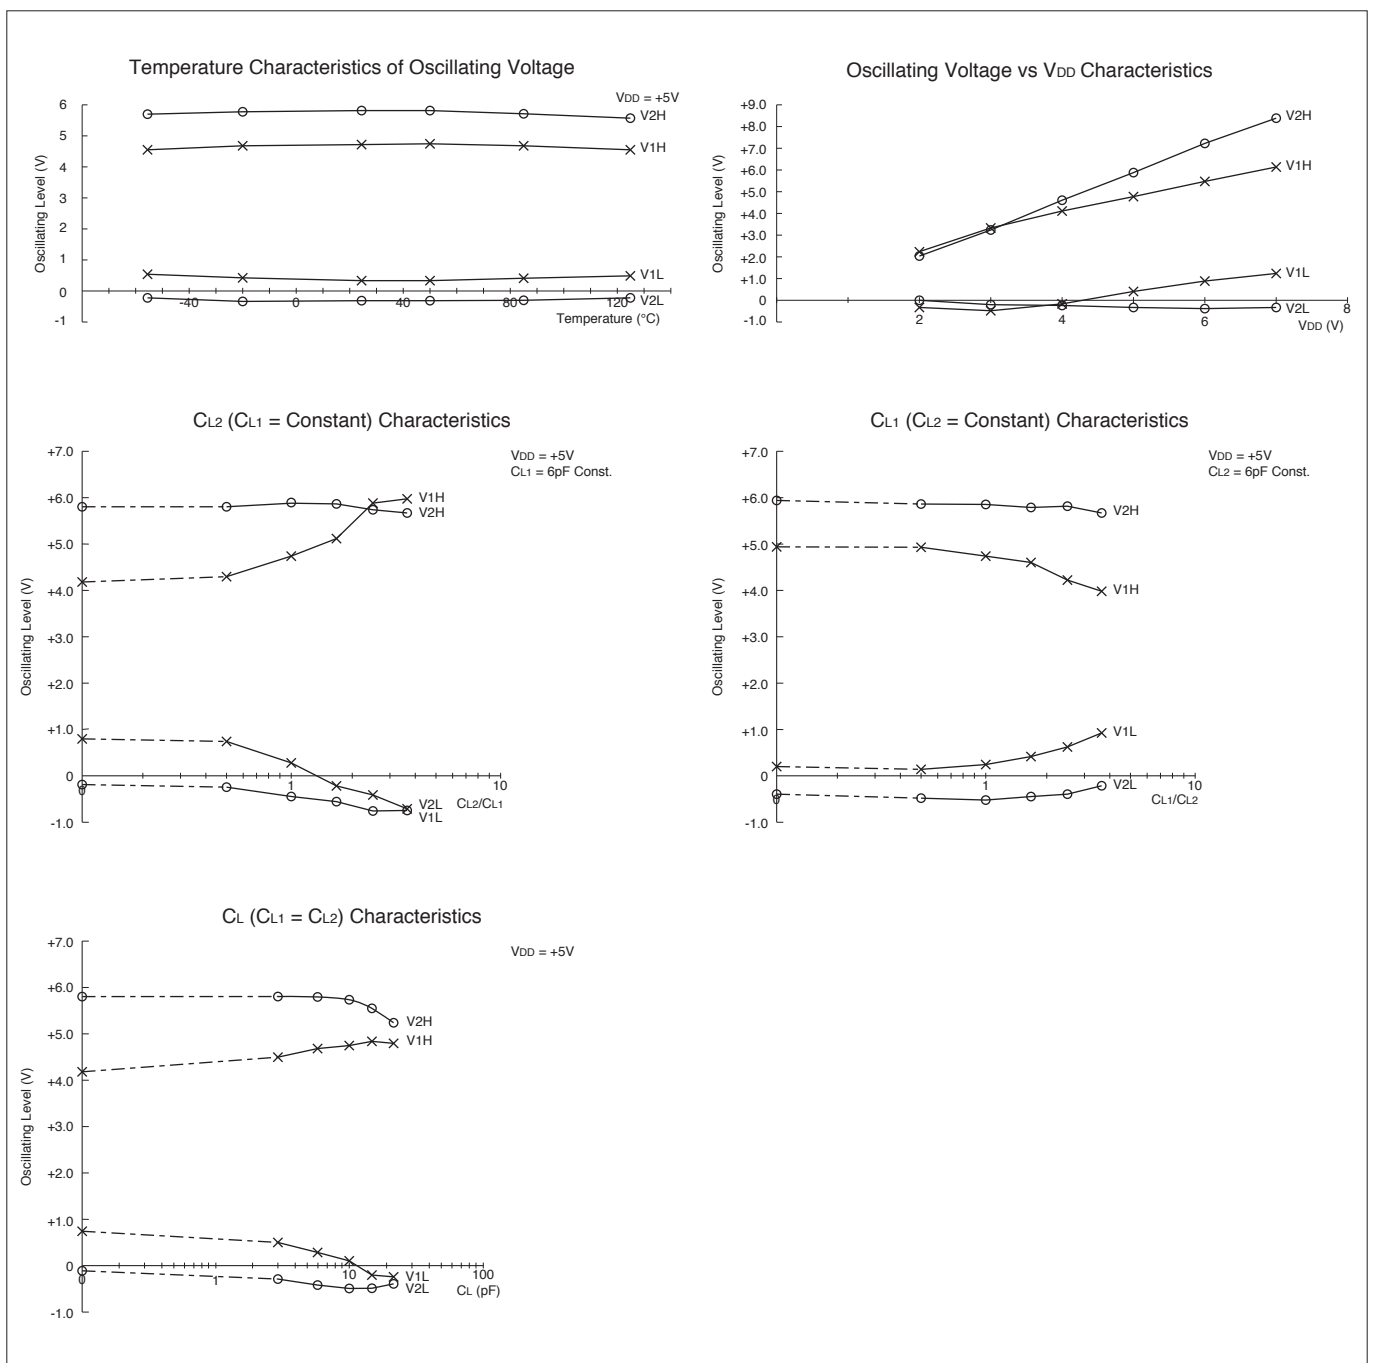 Temperature Characteristics of Oscillating Voltage
VDD = +5V
Oscillating Level (V)
6
5
4
3
2
1
0
-1
-40
0
40
80
120
Temperature (°C)
V2H
V1H
V1L
V2L
Oscillating Voltage vs VDD Characteristics
Oscillating Level (V)
+9.0
+8.0
+7.0
+6.0
+5.0
+4.0
+3.0
+2.0
+1.0
0
-1.0
2
4
6
8
VDD (V)
V2H
V1H
V1L
V2L
CL2 (CL1 = Constant) Characteristics
VDD = +5V
CL1 = 6pF Const.
Oscillating Level (V)
+7.0
+6.0
+5.0
+4.0
+3.0
+2.0
+1.0
0
-1.0
0
1
10
CL2/CL1
V1H
V2H
V2L
V1L
CL1 (CL2 = Constant) Characteristics
VDD = +5V
CL2 = 6pF Const.
Oscillating Level (V)
+7.0
+6.0
+5.0
+4.0
+3.0
+2.0
+1.0
0
-1.0
0
1
10
CL1/CL2
V2H
V1H
V1L
V2L
CL (CL1 = CL2) Characteristics
VDD = +5V
Oscillating Level (V)
+7.0
+6.0
+5.0
+4.0
+3.0
+2.0
+1.0
0
-1.0
0
1
10
100
CL (pF)
V2H
V1H
V1L
V2L